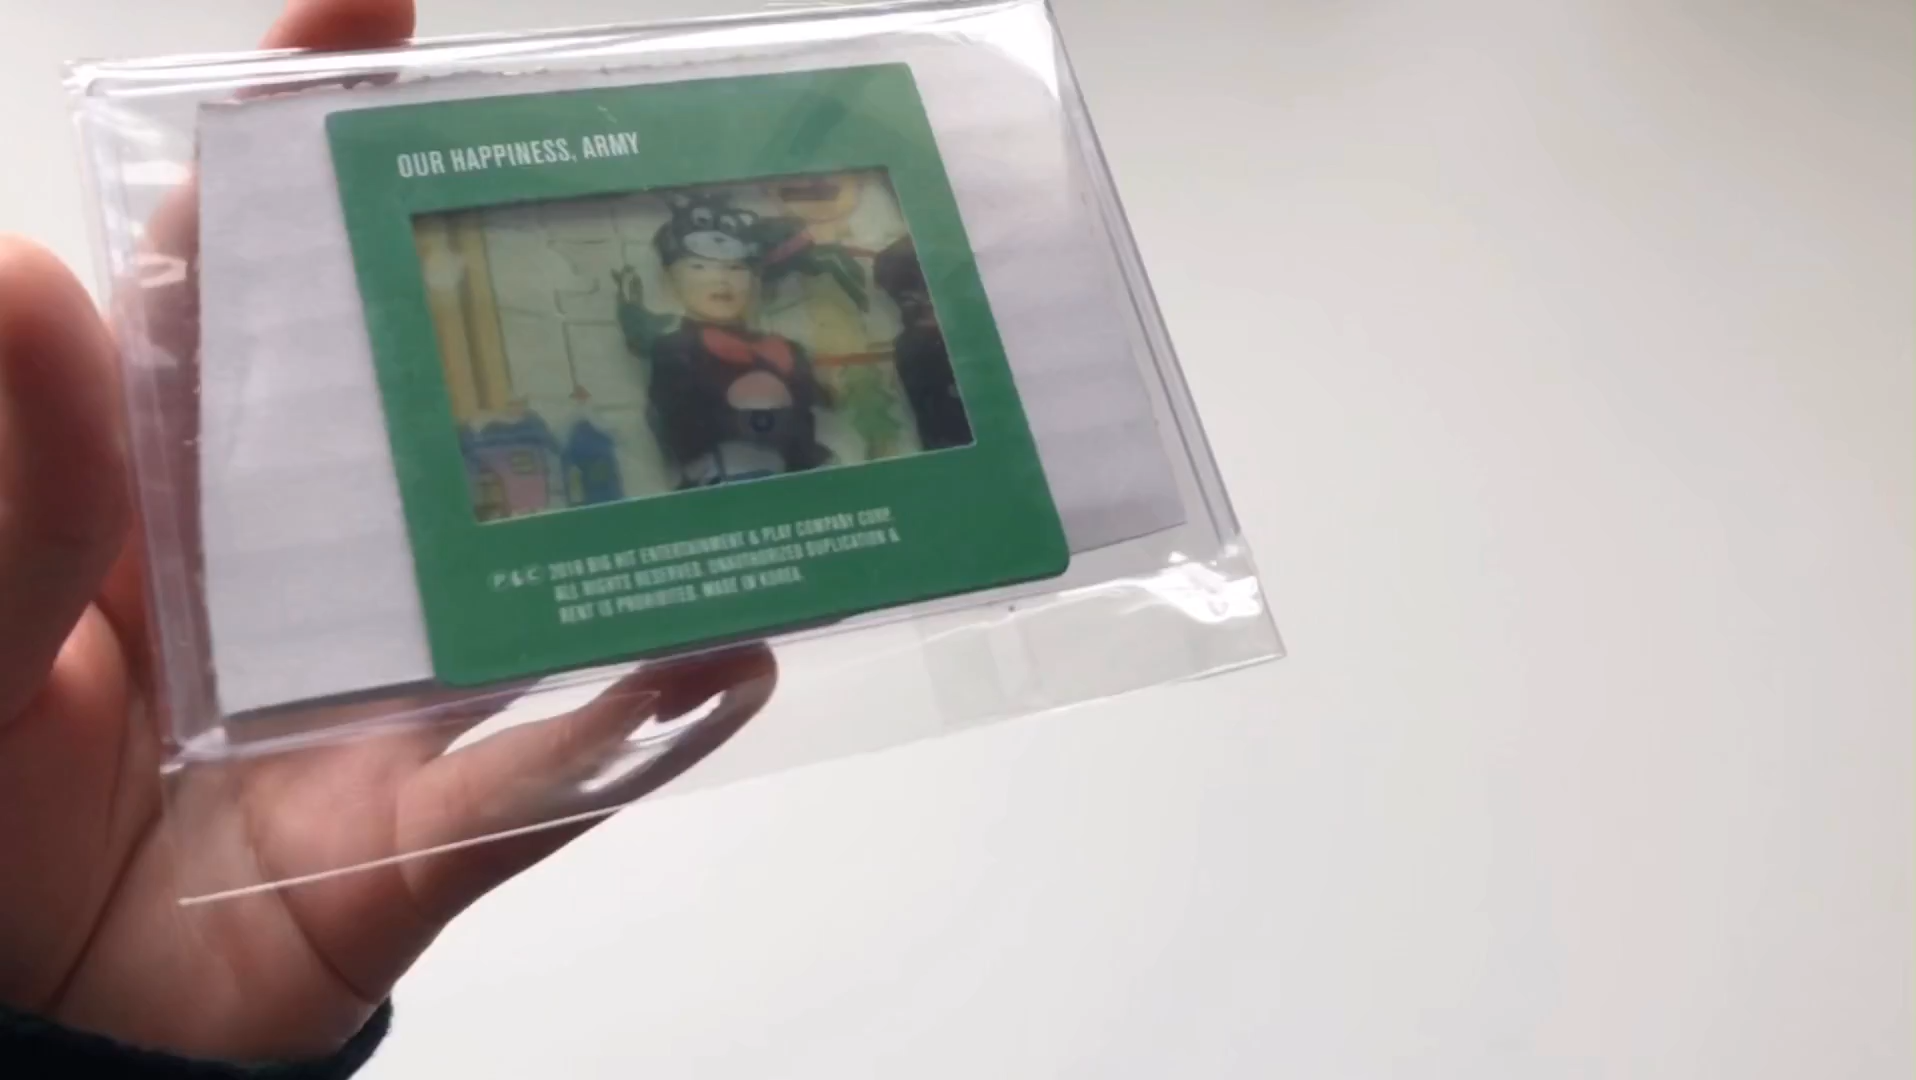 OUR HAPPINESS, ARMY
P & C 2016 BIG HIT ENTERTAINMENT & PLAY COMPANY CORP.
ALL RIGHTS RESERVED. UNAUTHORIZED DUPLICATION &
RENT IS PROHIBITED. MADE IN KOREA.